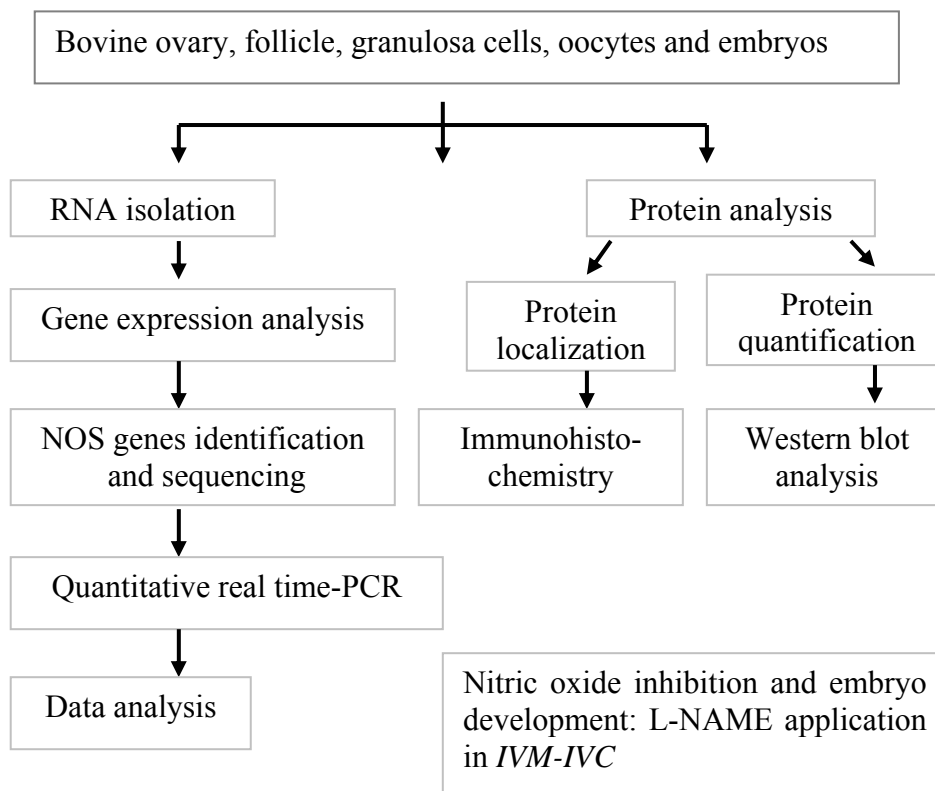 Bovine ovary, follicle, granulosa cells, oocytes and embryos
RNA isolation
Gene expression analysis
NOS genes identification
and sequencing
Quantitative real time-PCR
Data analysis
Protein analysis
Protein
localization
Immunohisto-
chemistry
Protein
quantification
Western blot
analysis
Nitric oxide inhibition and embryo
development: L-NAME application
in IVM-IVC